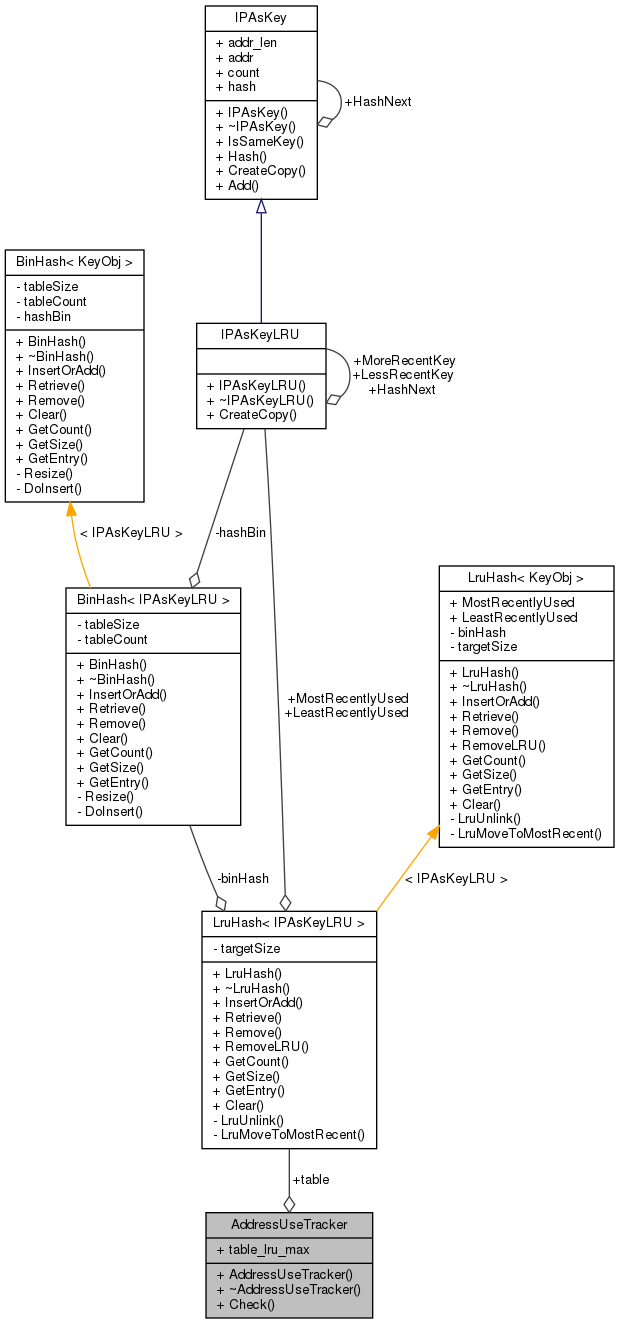 IPAsKey
+ addr_len
+ addr
+ count
+ hash
+ IPAsKey()
+ ~IPAsKey()
+ IsSameKey()
+ Hash()
+ CreateCopy()
+ Add()
+HashNext
BinHash< KeyObj >
- tableSize
- tableCount
- hashBin
+ BinHash()
+ ~BinHash()
+ InsertOrAdd()
+ Retrieve()
+ Remove()
+ Clear()
+ GetCount()
+ GetSize()
+ GetEntry()
- Resize()
- DoInsert()
IPAsKeyLRU
+ IPAsKeyLRU()
+ ~IPAsKeyLRU()
+ CreateCopy()
+MoreRecentKey
+LessRecentKey
+HashNext
< IPAsKeyLRU >
-hashBin
BinHash< IPAsKeyLRU >
- tableSize
- tableCount
+ BinHash()
+ ~BinHash()
+ InsertOrAdd()
+ Retrieve()
+ Remove()
+ Clear()
+ GetCount()
+ GetSize()
+ GetEntry()
- Resize()
- DoInsert()
+MostRecentlyUsed
+LeastRecentlyUsed
LruHash< KeyObj >
+ MostRecentlyUsed
+ LeastRecentlyUsed
- binHash
- targetSize
+ LruHash()
+ ~LruHash()
+ InsertOrAdd()
+ Retrieve()
+ Remove()
+ RemoveLRU()
+ GetCount()
+ GetSize()
+ GetEntry()
+ Clear()
- LruUnlink()
- LruMoveToMostRecent()
-binHash
< IPAsKeyLRU >
LruHash< IPAsKeyLRU >
- targetSize
+ LruHash()
+ ~LruHash()
+ InsertOrAdd()
+ Retrieve()
+ Remove()
+ RemoveLRU()
+ GetCount()
+ GetSize()
+ GetEntry()
+ Clear()
- LruUnlink()
- LruMoveToMostRecent()
+table
AddressUseTracker
+ table_lru_max
+ AddressUseTracker()
+ ~AddressUseTracker()
+ Check()